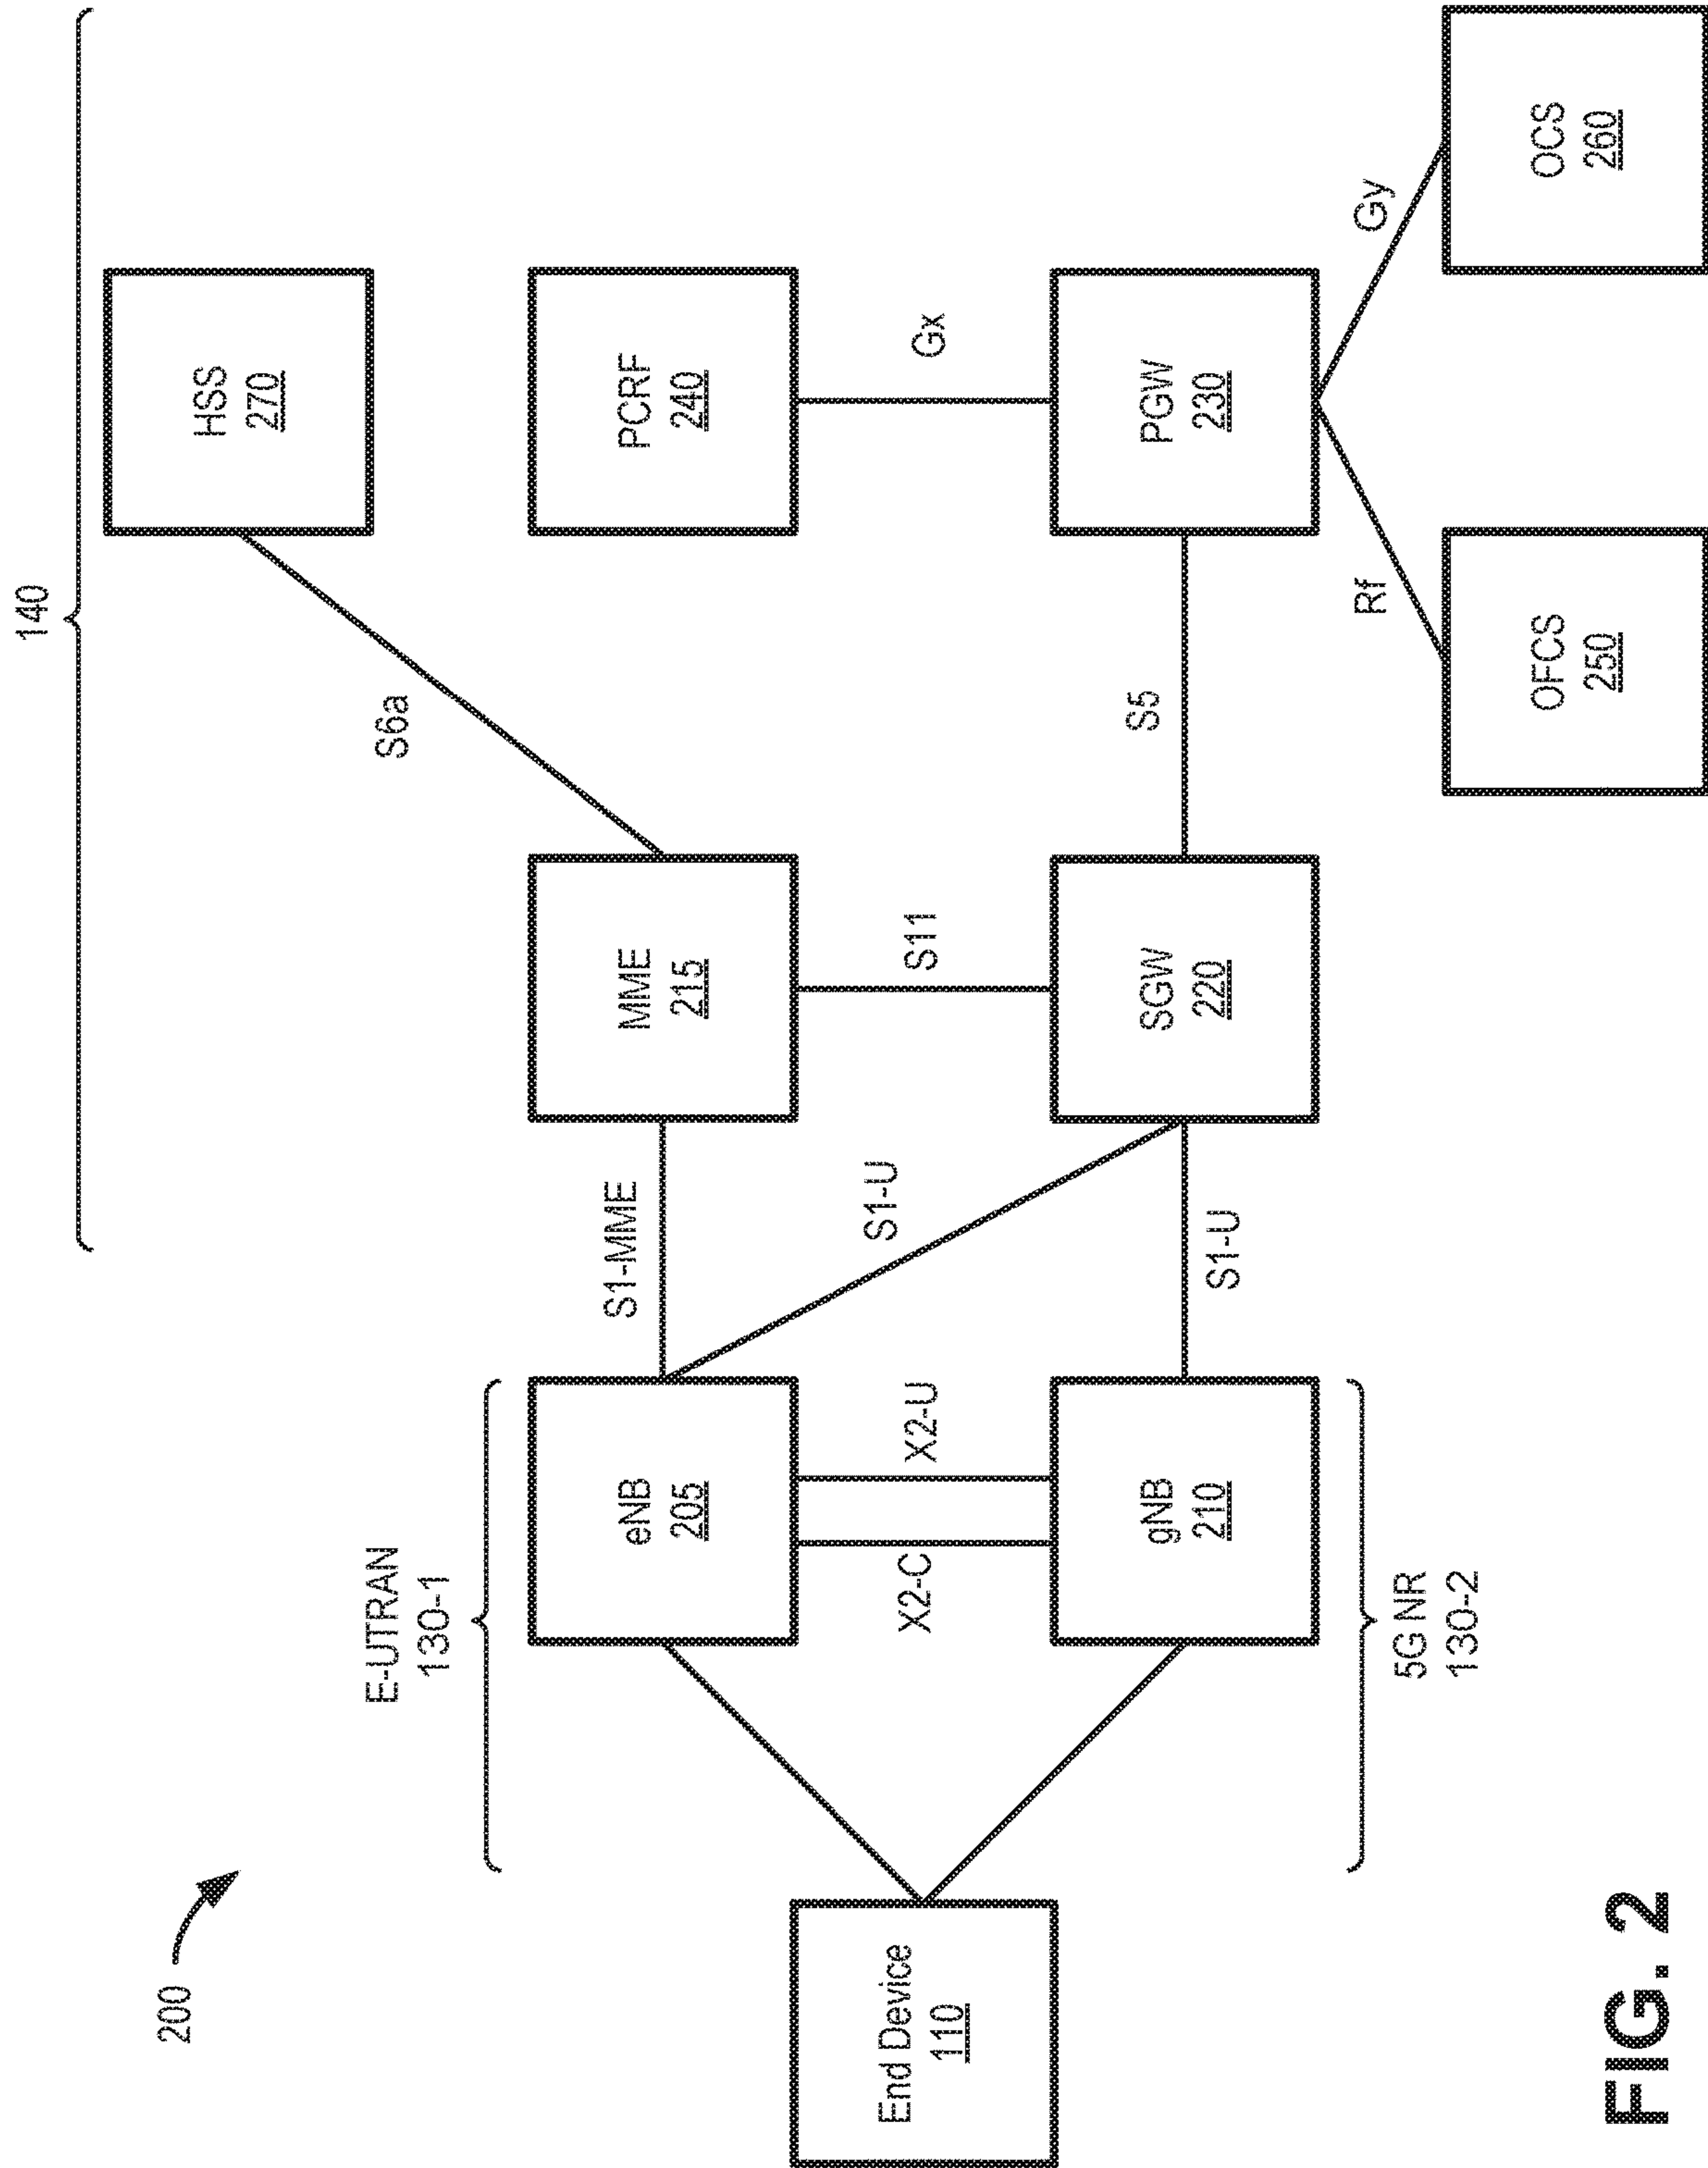 200
140
HSS
270
E-UTRAN
130-1
S6a
S1-MME
eNB
205
MME
215
PCRF
240
End Device
110
X2-C
X2-U
S1-U
S11
Gx
gNB
210
S1-U
SGW
220
S5
PGW
230
5G NR
130-2
Rf
Gy
OFCS
250
OCS
260
FIG. 2